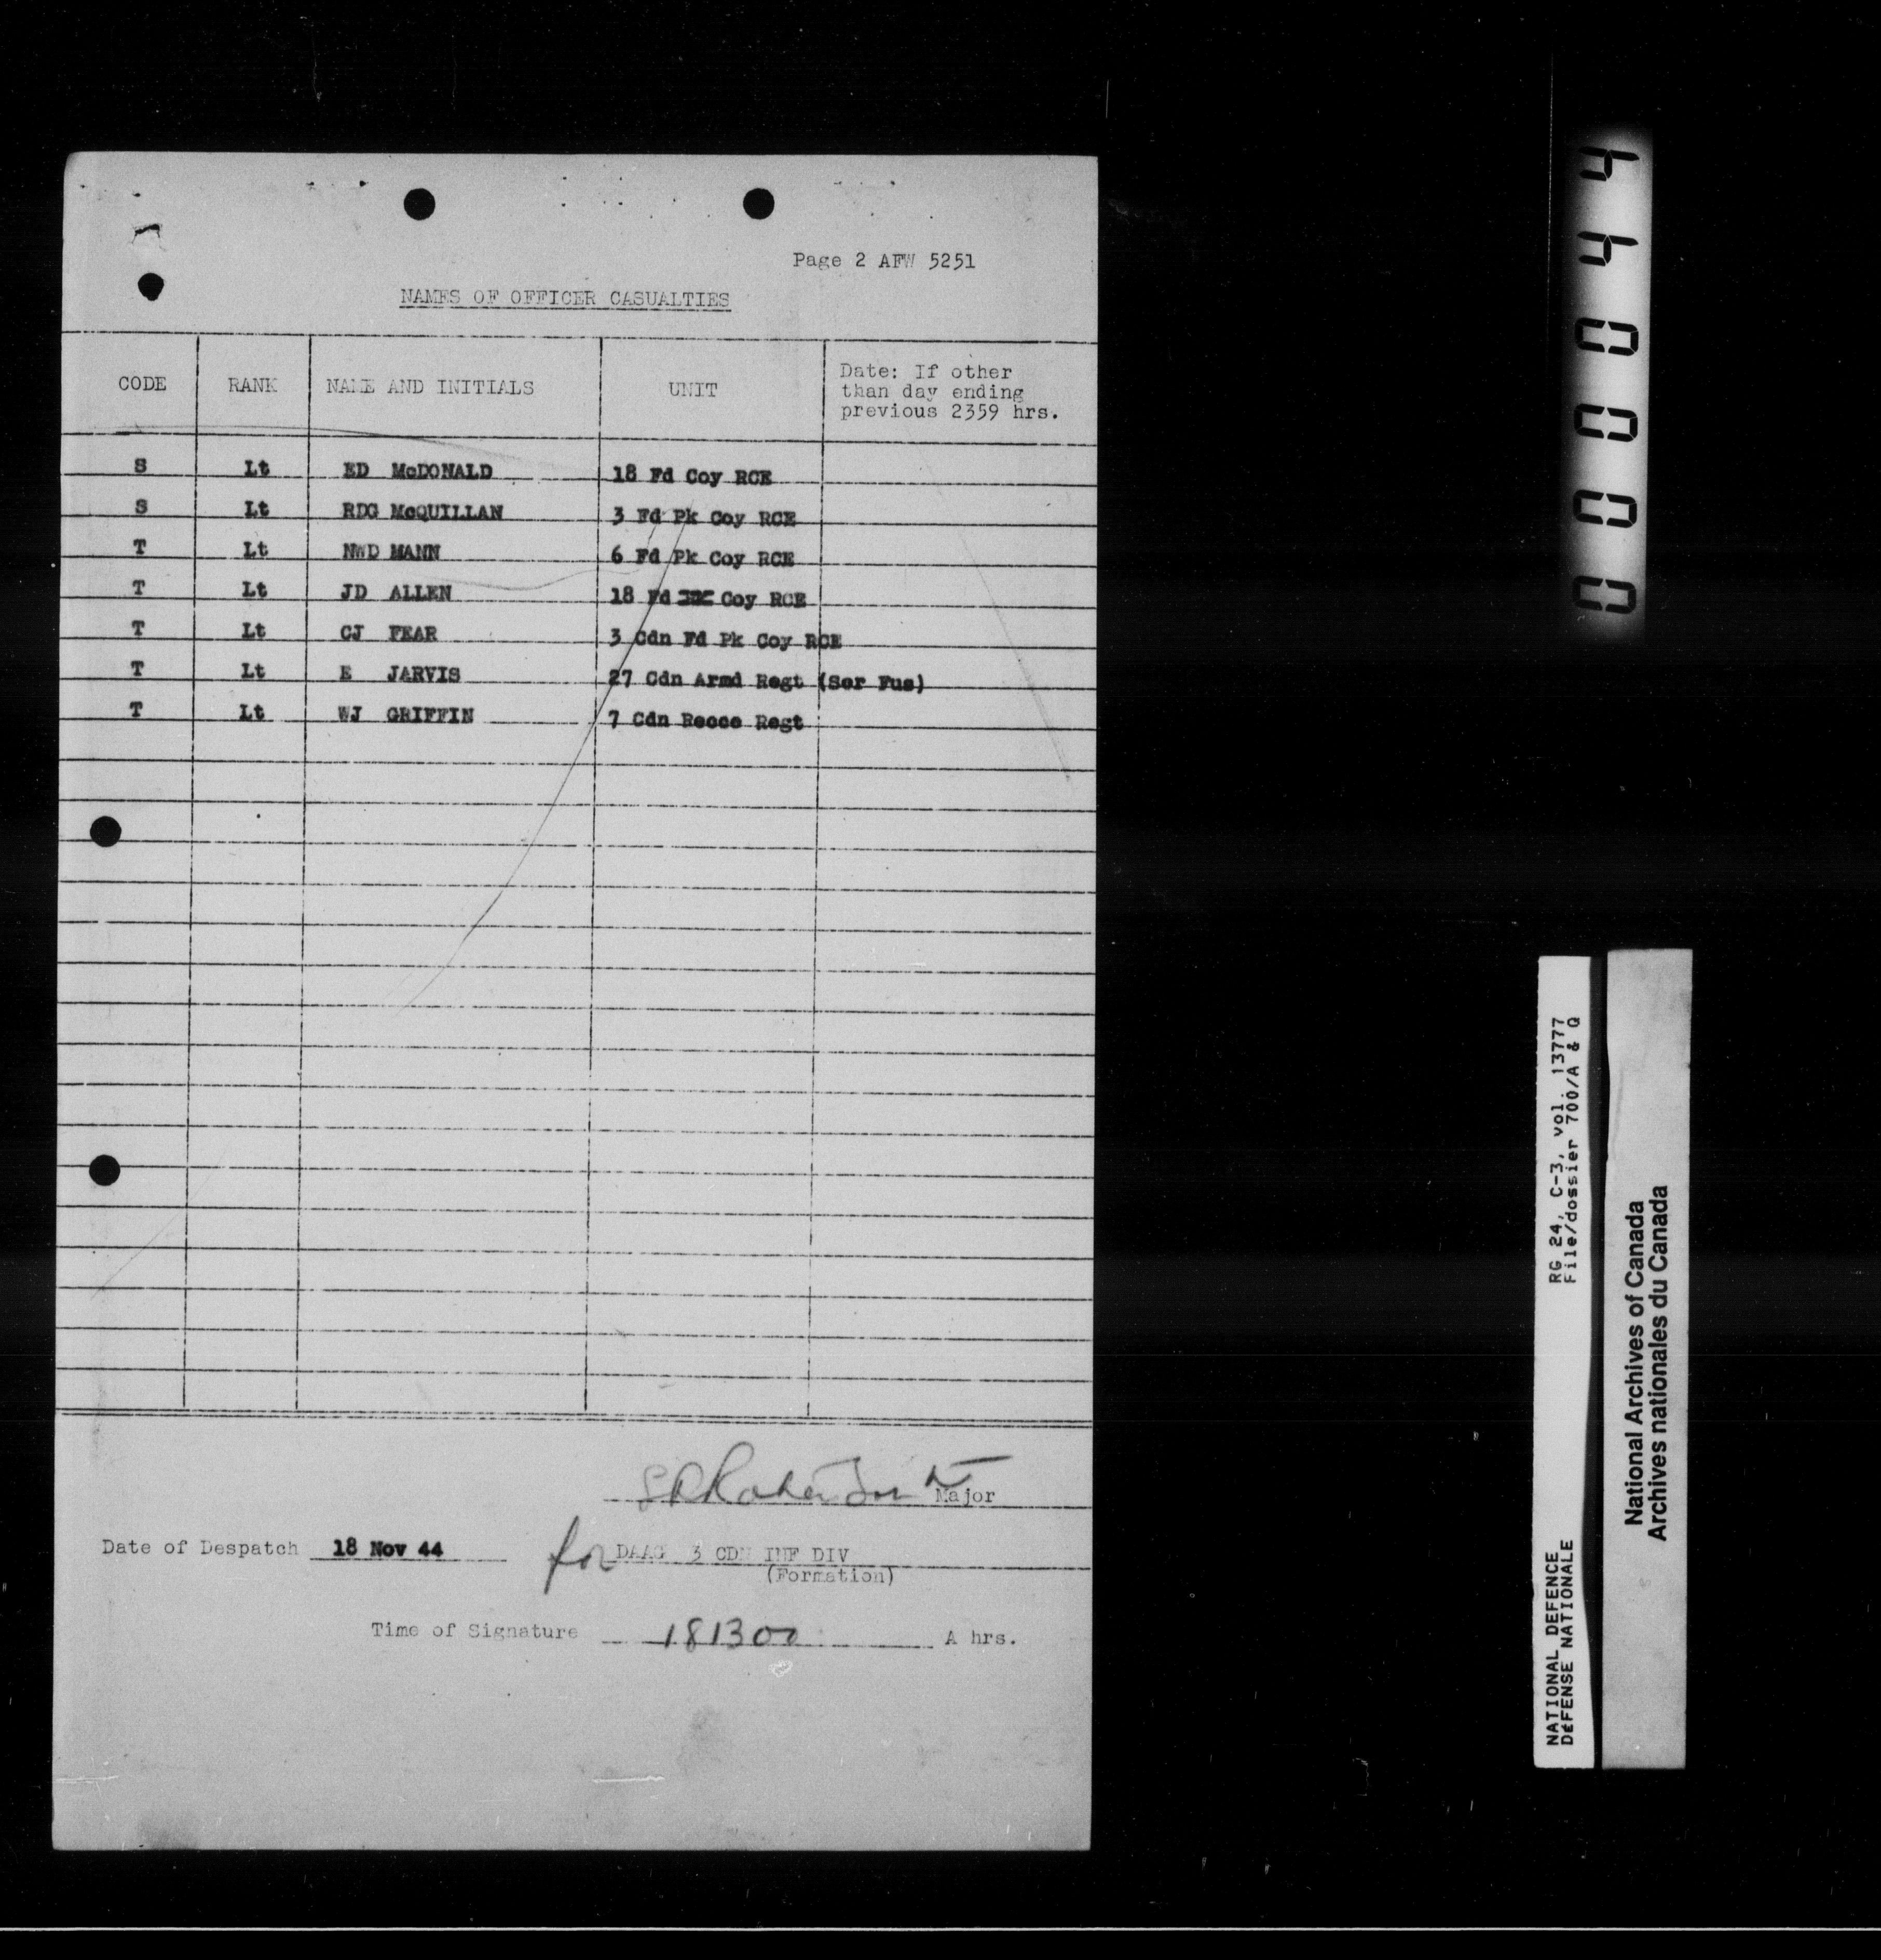 Page 2 AFW 5251
NAMES OF OFFICER CASUALTIES
CODE RANK NAME AND INITIALS UNIT Date: If other than day ending previous 2359 hrs.
S Lt ED McDONALD 18 Fd Coy RCE
S Lt RDG McQUILLAN 3 Fd Pk Coy RCE
T Lt NWD MANN 6 Fd Pk Coy RCE
T Lt JD ALLEN 18 Fd Coy RCE
T Lt CJ FEAR 3 Cdn Fd Pk Coy RCE
T Lt E JARVIS 27 Cdn Armd Regt (Ser Fus)
T Lt WJ GRIFFIN 7 Cdn Recce Regt
Major
Date of Despatch 18 Nov 44 for DAAG 3 CDN INF DIV
(Formation)
Time of Signature 181300 A hrs.
000044
RG 24, C-3, vol. 13777
File/dossier 700/A & Q
NATIONAL DEFENCE
DÉFENSE NATIONALE
National Archives of Canada
Archives nationales du Canada